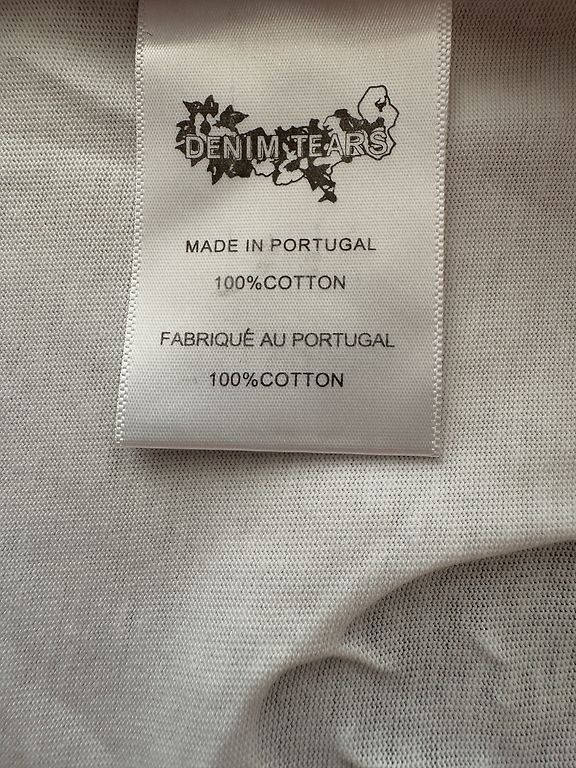 DENIM TEARS
MADE IN PORTUGAL
100%COTTON
FABRIQUÉ AU PORTUGAL
100%COTTON